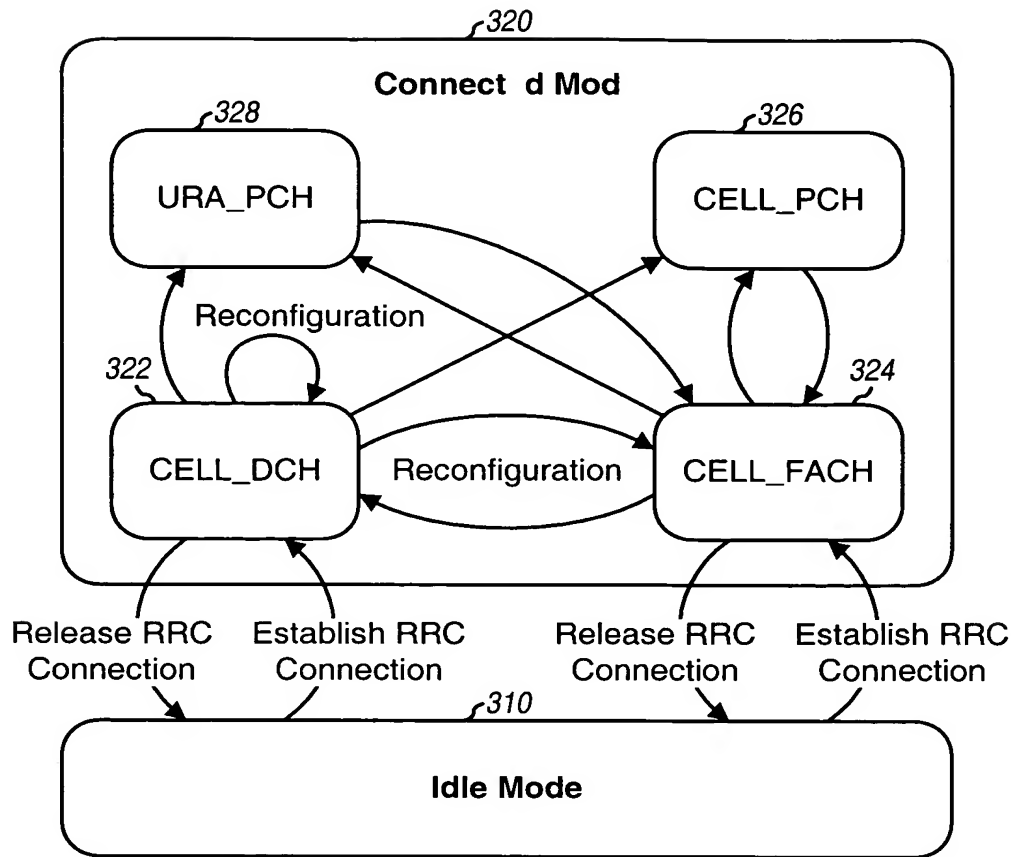 320
Connect d Mod
328
326
URA_PCH
CELL_PCH
Reconfiguration
322
324
CELL_DCH
Reconfiguration
CELL_FACH
Release RRC
Connection
Establish RRC
Connection
Release RRC
Connection
Establish RRC
Connection
310
Idle Mode